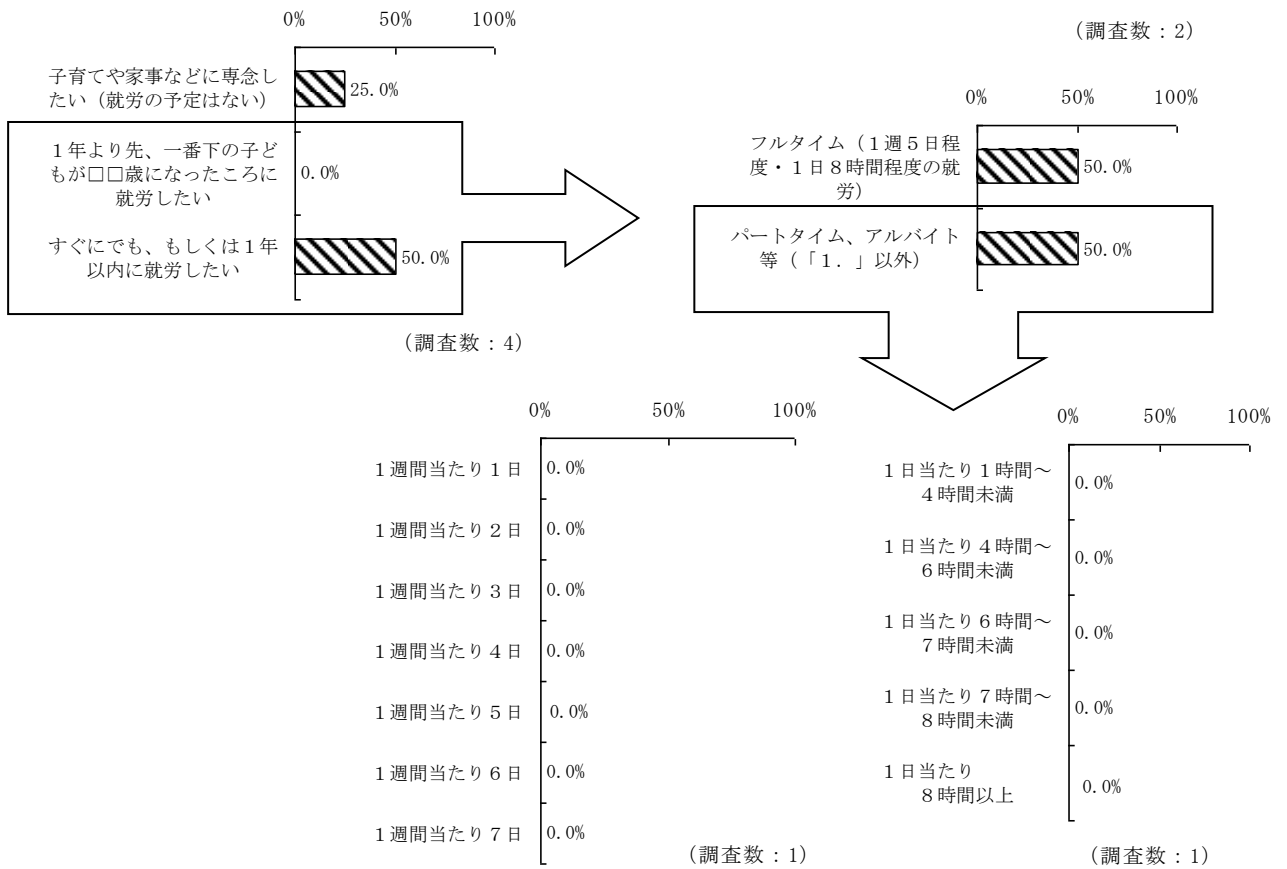 0% 50% 100%
子育てや家事などに専念し
たい（就労の予定はない）
25.0%
１年より先、一番下の子ど
もが□□歳になったころに
就労したい
0.0%
すぐにでも、もしくは１年
以内に就労したい
50.0%
（調査数：4）
（調査数：2）
0% 50% 100%
フルタイム（１週５日程
度・１日８時間程度の就
労）
50.0%
パートタイム、アルバイト
等（「１．」以外）
50.0%
0% 50% 100%
１週間当たり１日 0.0%
１週間当たり２日 0.0%
１週間当たり３日 0.0%
１週間当たり４日 0.0%
１週間当たり５日 0.0%
１週間当たり６日 0.0%
１週間当たり７日 0.0%
（調査数：1）
0% 50% 100%
１日当たり１時間～
４時間未満
0.0%
１日当たり４時間～
６時間未満
0.0%
１日当たり６時間～
７時間未満
0.0%
１日当たり７時間～
８時間未満
0.0%
１日当たり
８時間以上
0.0%
（調査数：1）